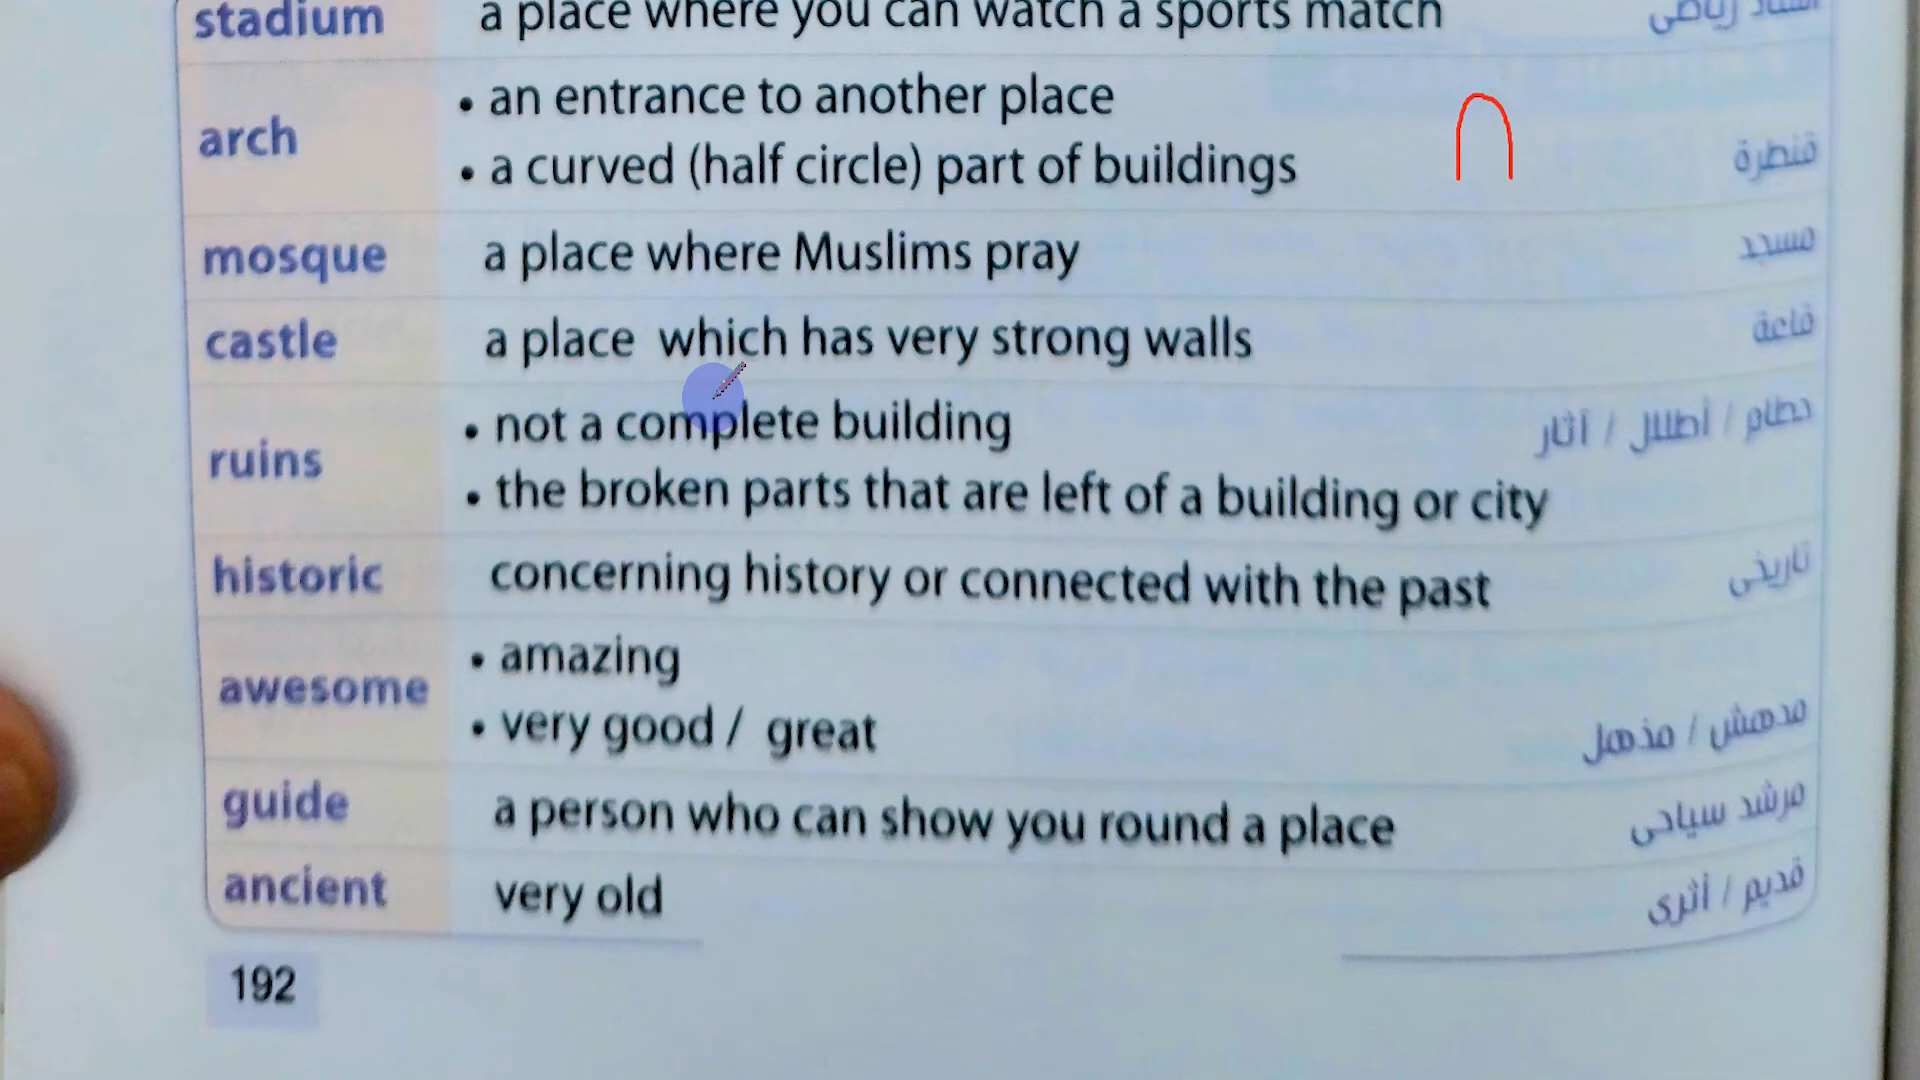 stadium a place where you can watch a sports match استاد رياضى
arch • an entrance to another place
• a curved (half circle) part of buildings قنطرة
mosque a place where Muslims pray مسجد
castle a place which has very strong walls قلعة
ruins • not a complete building حطام / أطلال / آثار
• the broken parts that are left of a building or city
historic concerning history or connected with the past تاريخى
awesome • amazing
• very good / great مدهش / مذهل
guide a person who can show you round a place مرشد سياحى
ancient very old قديم / أثرى
192